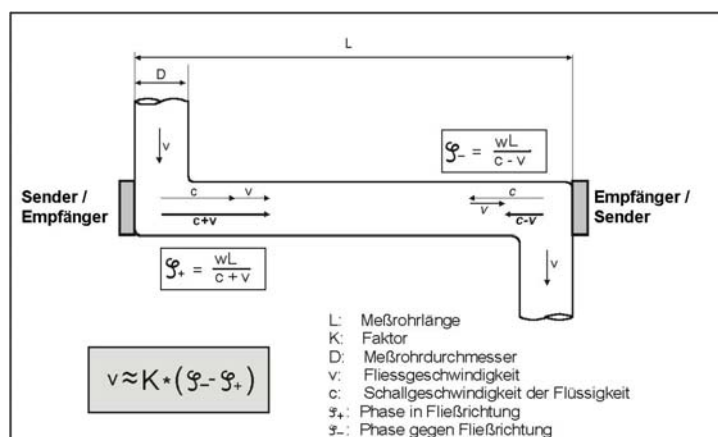 L
D
v
φ₋ = wL / (c - v)
Sender /
Empfänger
c v
c+v
c
v
c-v
Empfänger /
Sender
φ₊ = wL / (c + v)
v
v ≈ K * (φ₋ - φ₊)
L: Meßrohrlänge
K: Faktor
D: Meßrohrdurchmesser
v: Fliessgeschwindigkeit
c: Schallgeschwindigkeit der Flüssigkeit
φ₊: Phase in Fließrichtung
φ₋: Phase gegen Fließrichtung